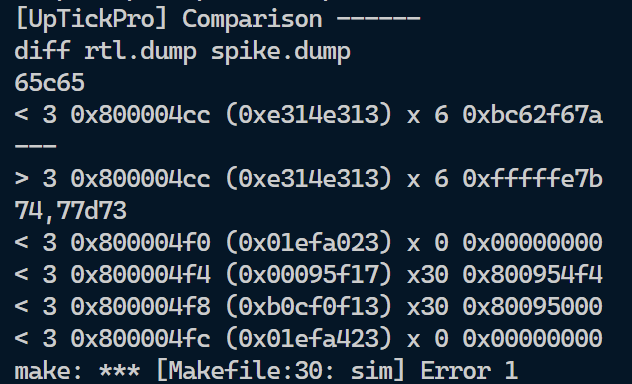 [UpTickPro] Comparison ------
diff rtl.dump spike.dump
65c65
< 3 0x800004cc (0xe314e313) x 6 0xbc62f67a
---
> 3 0x800004cc (0xe314e313) x 6 0xfffffe7b
74,77d73
< 3 0x800004f0 (0x01efa023) x 0 0x00000000
< 3 0x800004f4 (0x00095f17) x30 0x800954f4
< 3 0x800004f8 (0xb0cf0f13) x30 0x80095000
< 3 0x800004fc (0x01efa423) x 0 0x00000000
make: *** [Makefile:30: sim] Error 1